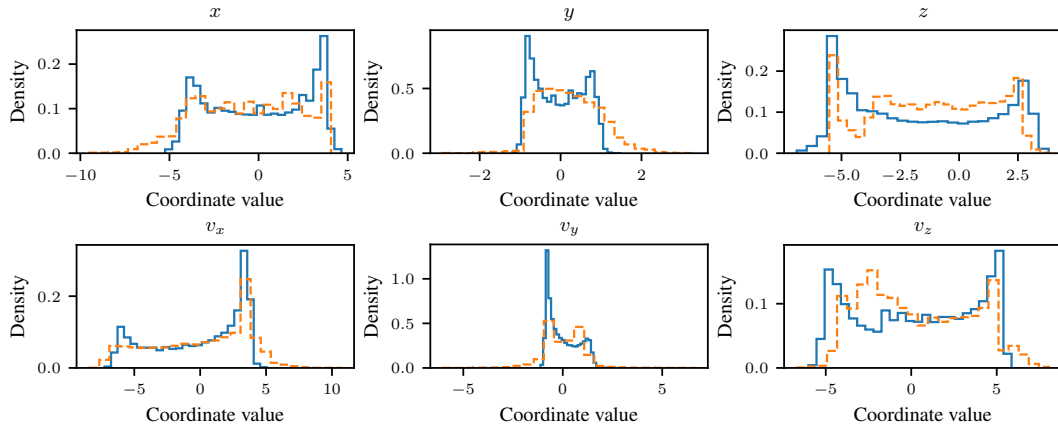 x y z
0.2
0.1
0.0
Density
−10 −5 0 5
Coordinate value
0.5
0.0
Density
−2 0 2
Coordinate value
0.2
0.1
0.0
Density
−5.0 −2.5 0.0 2.5
Coordinate value
v_x v_y v_z
0.2
0.0
Density
−5 0 5 10
Coordinate value
1.0
0.5
0.0
Density
−5 0 5
Coordinate value
0.1
0.0
Density
−5 0 5
Coordinate value